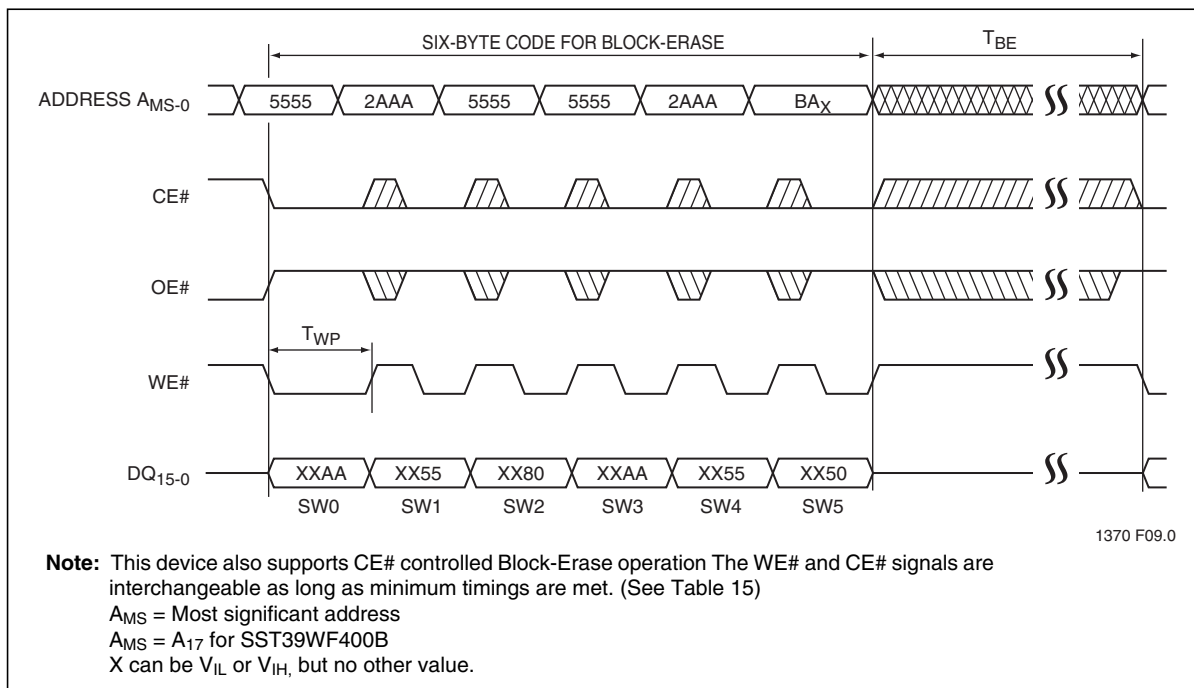 SIX-BYTE CODE FOR BLOCK-ERASE TBE
ADDRESS AMS-0 5555 2AAA 5555 5555 2AAA BAX
CE#
OE#
TWP
WE#
DQ15-0 XXAA XX55 XX80 XXAA XX55 XX50
SW0 SW1 SW2 SW3 SW4 SW5
1370 F09.0
Note: This device also supports CE# controlled Block-Erase operation The WE# and CE# signals are
interchangeable as long as minimum timings are met. (See Table 15)
AMS = Most significant address
AMS = A17 for SST39WF400B
X can be VIL or VIH, but no other value.